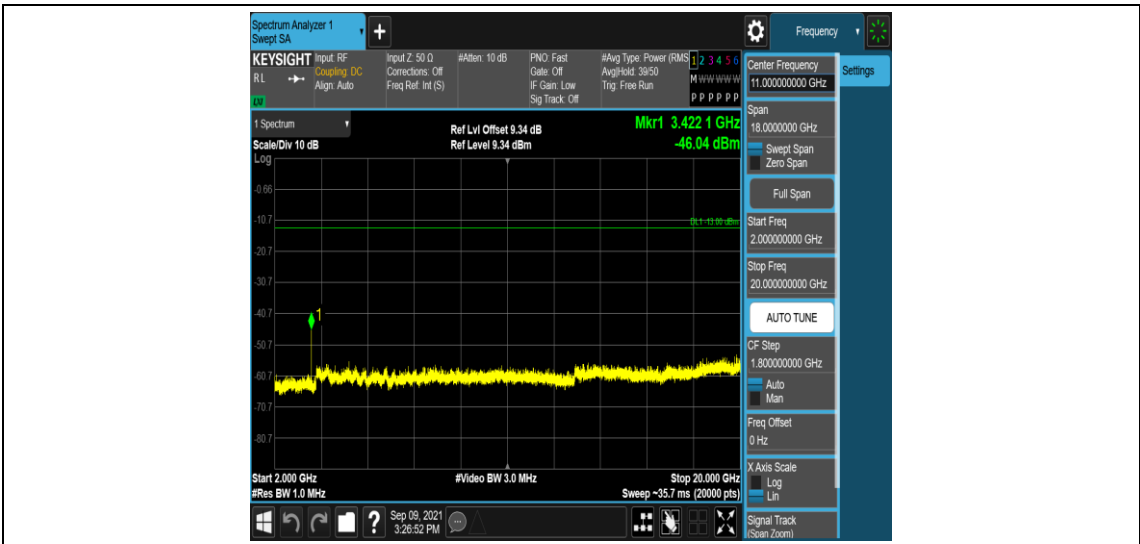 Spectrum Analyzer 1
Swept SA
+
Frequency
KEYSIGHT Input: RF Input Z: 50 Ω #Atten: 10 dB PNO: Fast #Avg Type: Power (RMS 1 2 3 4 5 6
RL Coupling: DC Corrections: Off Gate: Off Avg|Hold: 39/50 M W W W W W
Align: Auto Freq Ref: Int (S) IF Gain: Low Trig: Free Run
Sig Track: Off P P P P P P
LXI
1 Spectrum
Scale/Div 10 dB
Ref Lvl Offset 9.34 dB
Ref Level 9.34 dBm
Mkr1 3.422 1 GHz
-46.04 dBm
Log
-0.66
-10.7
DL1 -13.00 dBm
-20.7
-30.7
-40.7
1
-50.7
-60.7
-70.7
-80.7
Start 2.000 GHz #Video BW 3.0 MHz Stop 20.000 GHz
#Res BW 1.0 MHz Sweep ~35.7 ms (20000 pts)
? Sep 09, 2021
3:26:52 PM
Center Frequency
11.000000000 GHz
Settings
Span
18.0000000 GHz
Swept Span
Zero Span
Full Span
Start Freq
2.000000000 GHz
Stop Freq
20.000000000 GHz
AUTO TUNE
CF Step
1.800000000 GHz
Auto
Man
Freq Offset
0 Hz
X Axis Scale
Log
Lin
Signal Track
(Span Zoom)